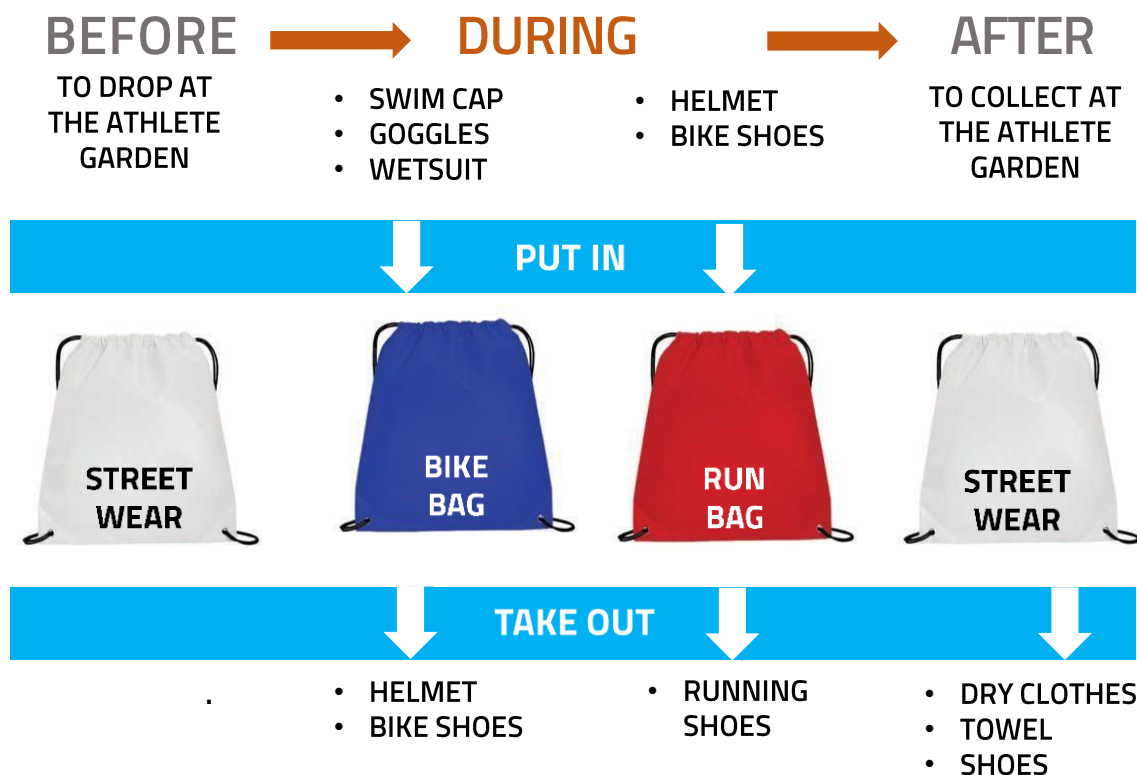 BEFORE
DURING
AFTER
TO DROP AT
THE ATHLETE
GARDEN
• SWIM CAP
• GOGGLES
• WETSUIT
• HELMET
• BIKE SHOES
TO COLLECT AT
THE ATHLETE
GARDEN
PUT IN
STREET
WEAR
BIKE
BAG
RUN
BAG
STREET
WEAR
TAKE OUT
.
• HELMET
• BIKE SHOES
• RUNNING
SHOES
• DRY CLOTHES
• TOWEL
• SHOES